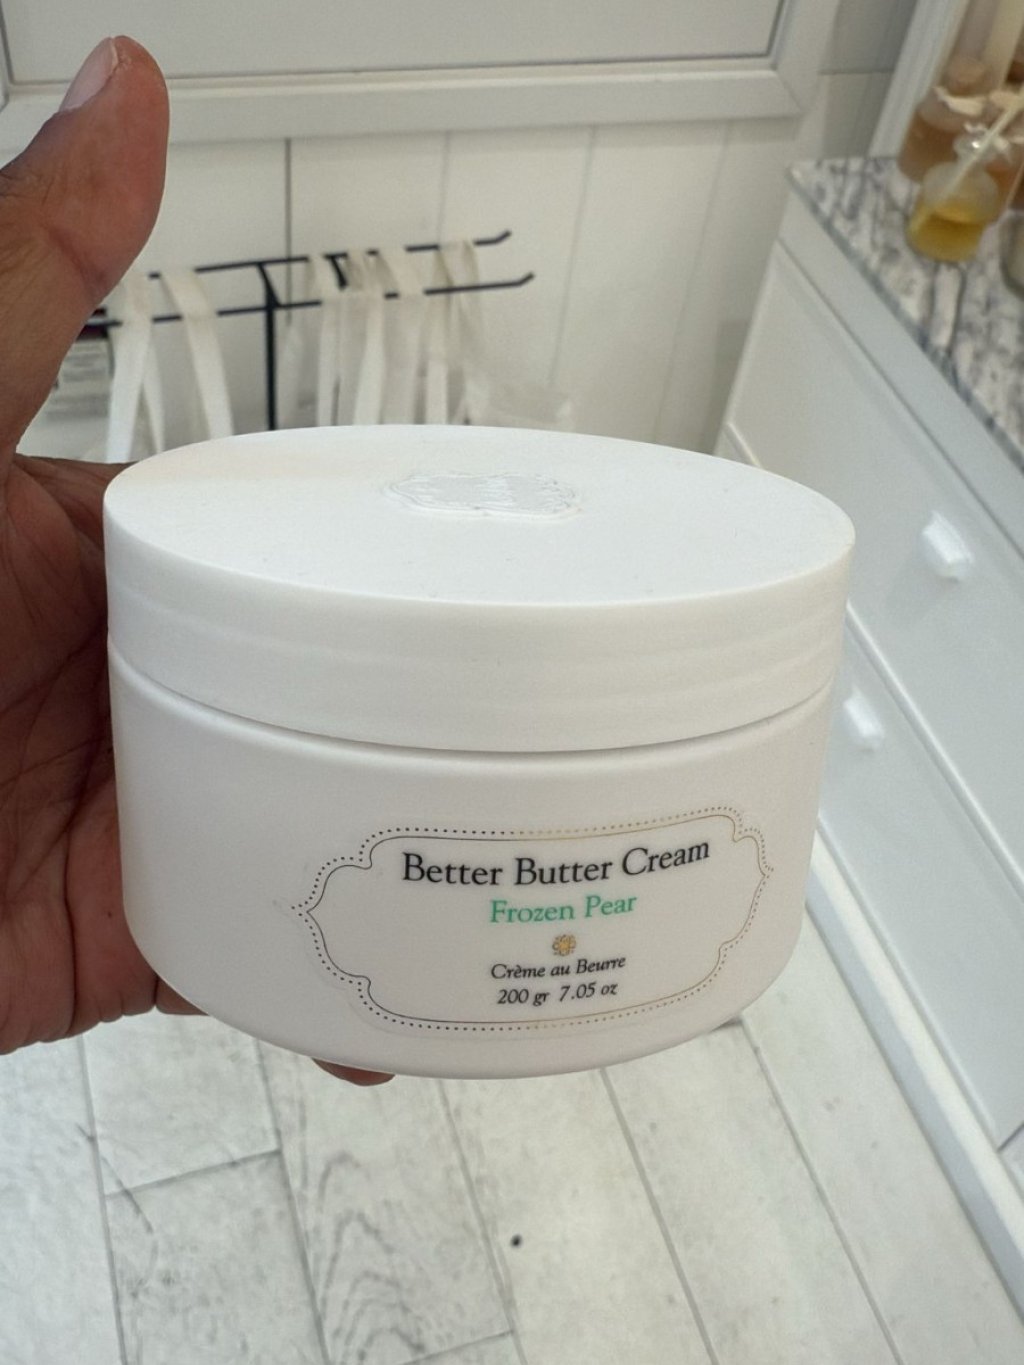 Better Butter Cream
Frozen Pear
Crème au Beurre
200 gr 7.05 oz